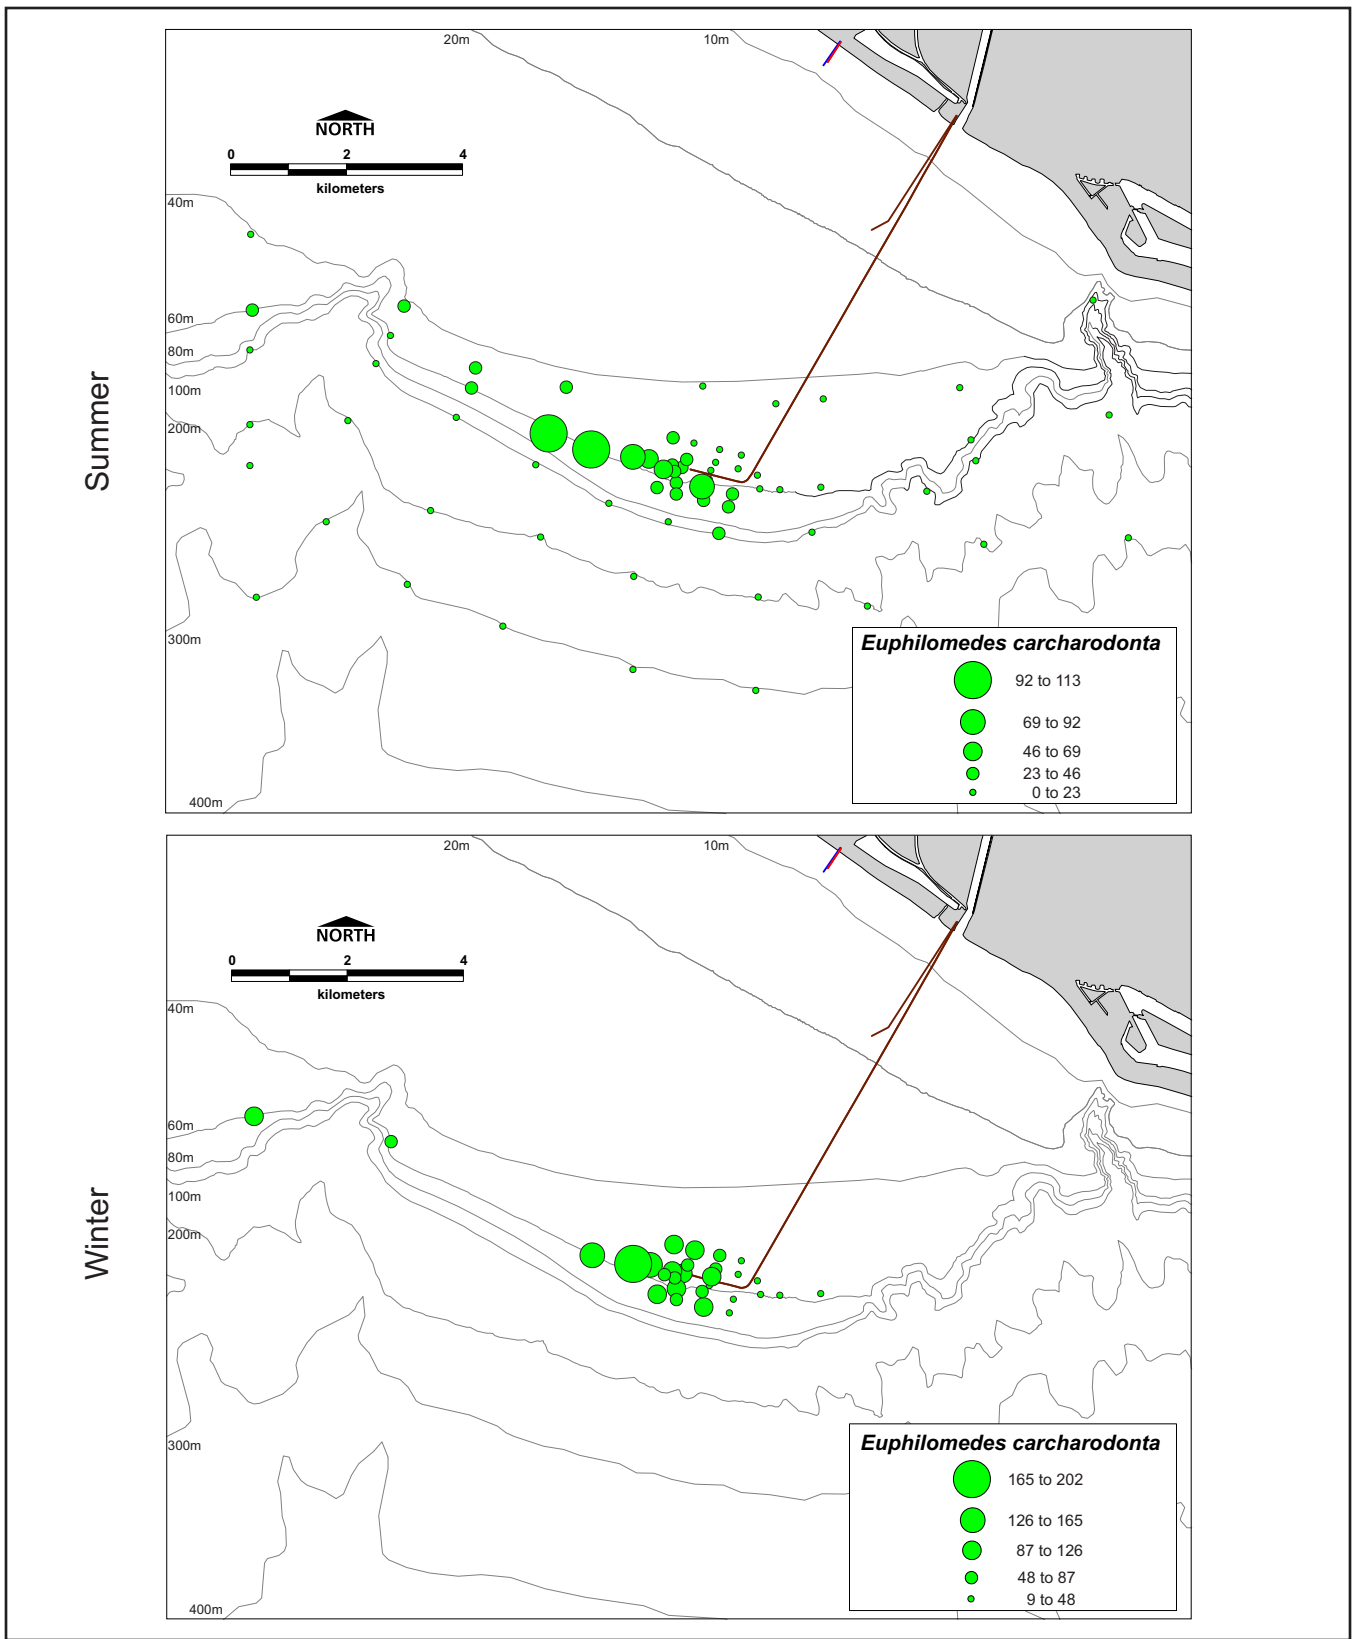 Summer
20m
10m
NORTH
0 2 4
kilometers
40m
60m
80m
100m
200m
300m
400m
Euphilomedes carcharodonta
92 to 113
69 to 92
46 to 69
23 to 46
0 to 23
Winter
20m
10m
NORTH
0 2 4
kilometers
40m
60m
80m
100m
200m
300m
400m
Euphilomedes carcharodonta
165 to 202
126 to 165
87 to 126
48 to 87
9 to 48